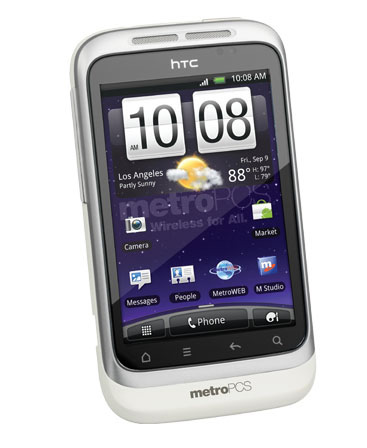 hTC
10:08 AM
10 08
AM
Los Angeles
Partly Sunny
Fri, Sep 9
88° H: 97°
L: 79°
metroPCS
Wireless for All.
Camera
Market
Messages People MetroWEB M Studio
Phone
metroPCS